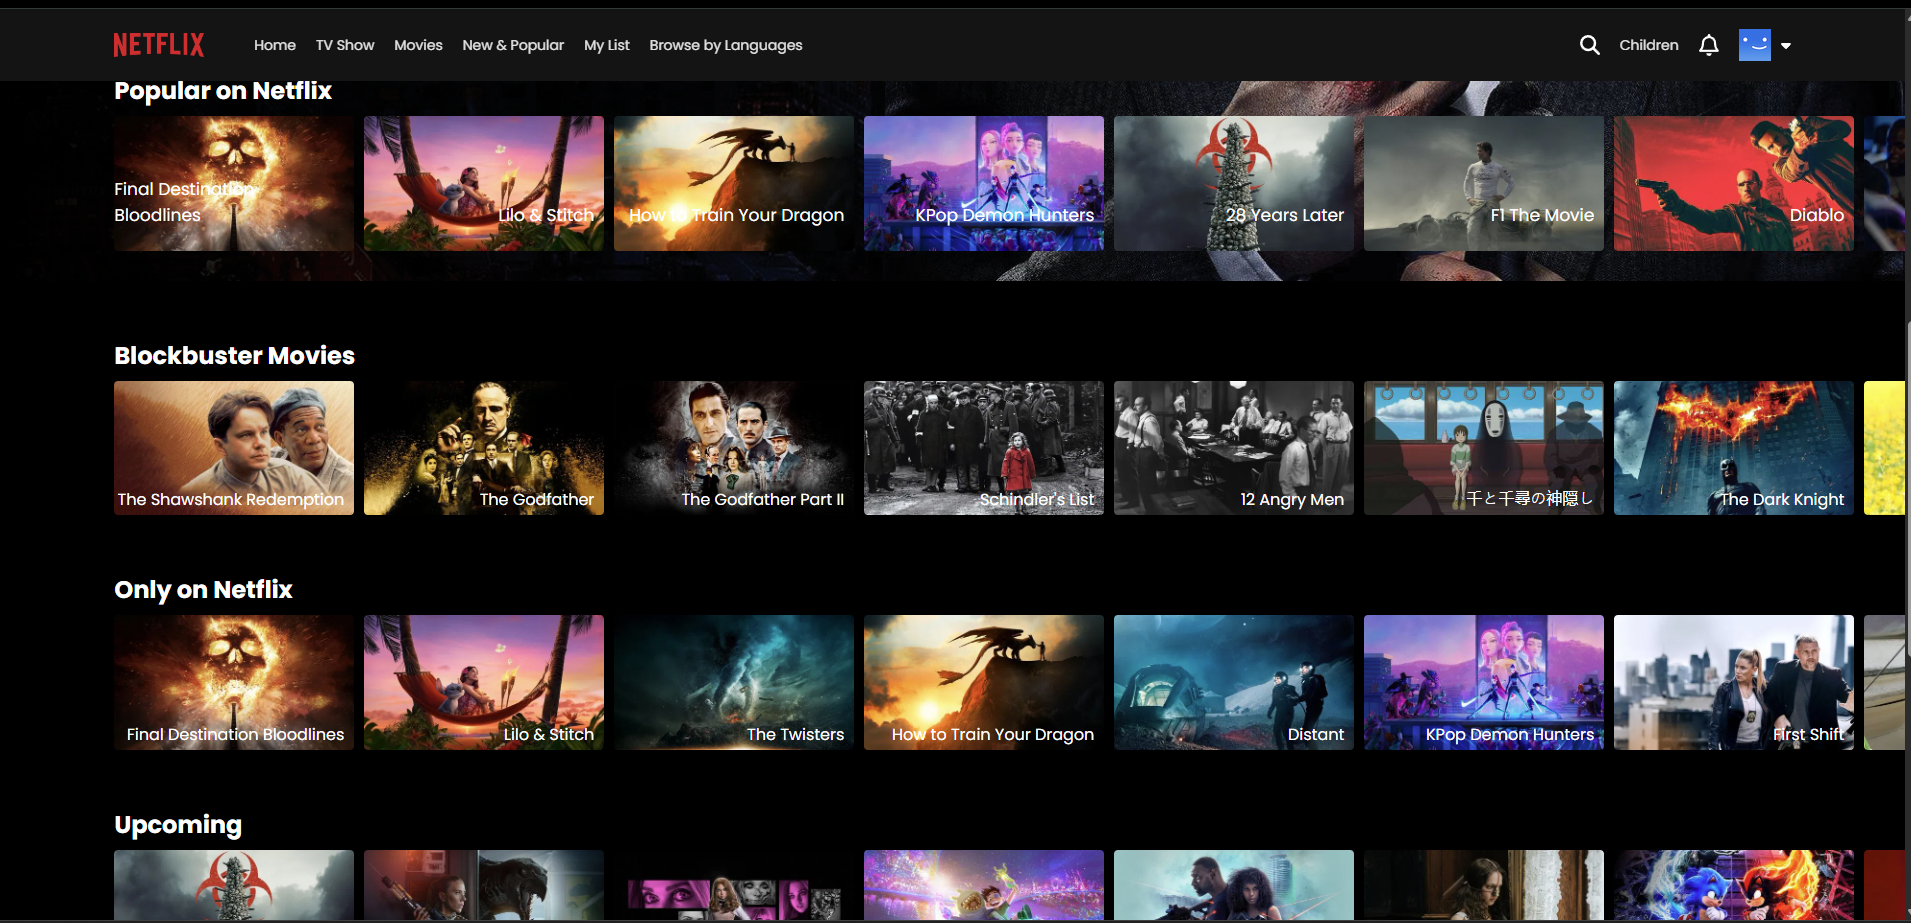 NETFLIX
Home TV Show Movies New & Popular My List Browse by Languages
Children
Popular on Netflix
Final Destination
Bloodlines
Lilo & Stitch
How to Train Your Dragon
KPop Demon Hunters
28 Years Later
F1 The Movie
Diablo
Blockbuster Movies
The Shawshank Redemption
The Godfather
The Godfather Part II
Schindler's List
12 Angry Men
千と千尋の神隠し
The Dark Knight
Only on Netflix
Final Destination Bloodlines
Lilo & Stitch
The Twisters
How to Train Your Dragon
Distant
KPop Demon Hunters
First Shift
Upcoming